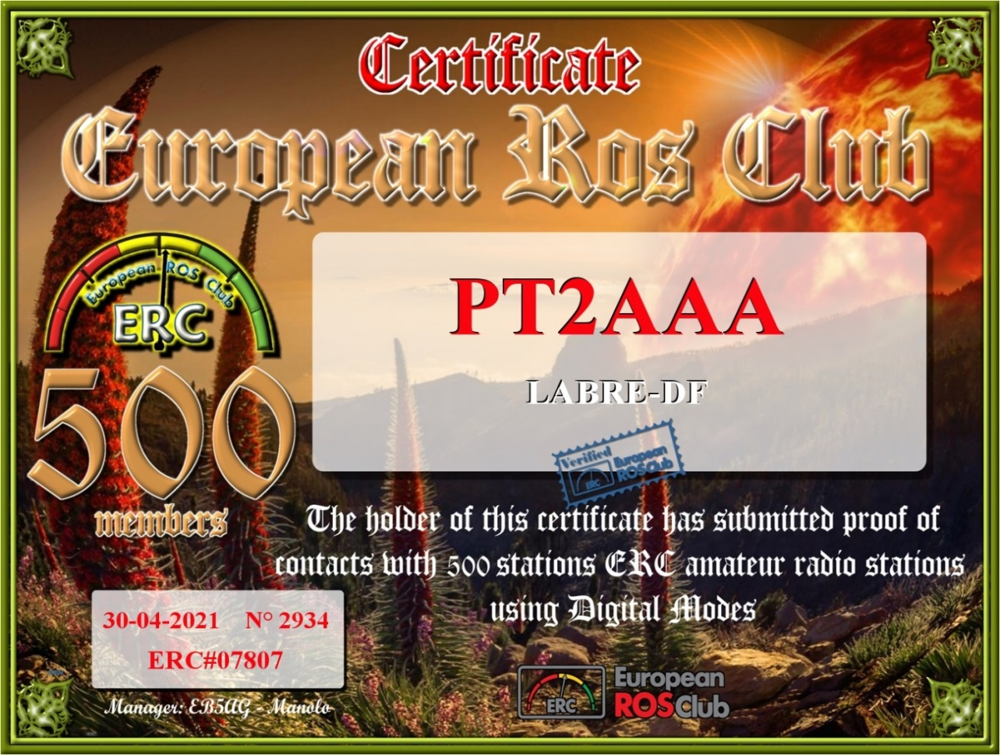 Certificate
European Ros Club
European ROS Club
ERC
500
members
PT2AAA
LABRE-DF
Verified
European
ROSClub
ERC
The holder of this certificate has submitted proof of
contacts with 500 stations ERC amateur radio stations
using Digital Modes
30-04-2021 N° 2934
ERC#07807
Manager: EB5AG - Manolo
ERC
European
ROSClub